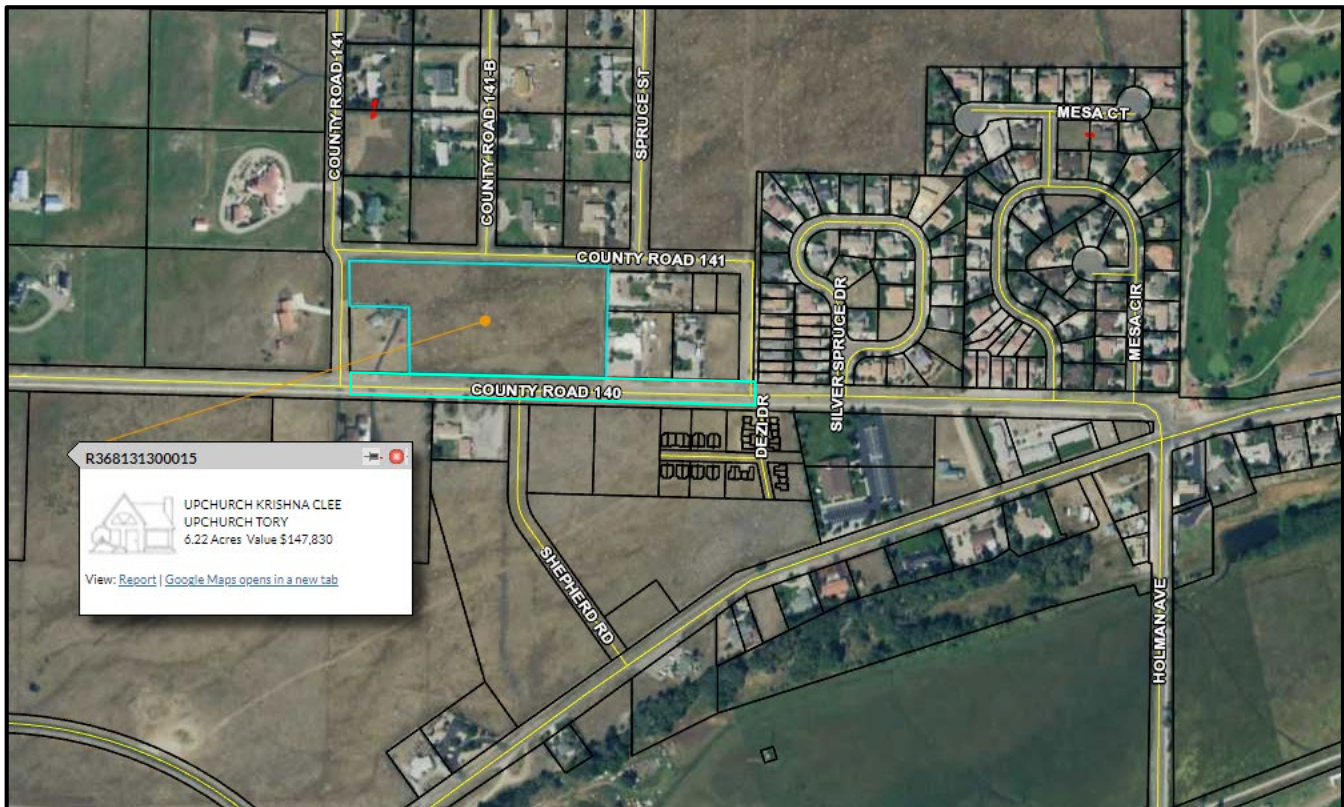 COUNTY ROAD 141
COUNTY ROAD 141-B
SPRUCE ST
MESA CT
COUNTY ROAD 141
SILVER SPRUCE DR
MESA CIR
COUNTY ROAD 140
DEZI DR
R368131300015
UPCHURCH KRISHNA CLEE
UPCHURCH TORY
6.22 Acres Value $147,830
View: Report | Google Maps opens in a new tab
SHEPHERD RD
HOLMAN AVE